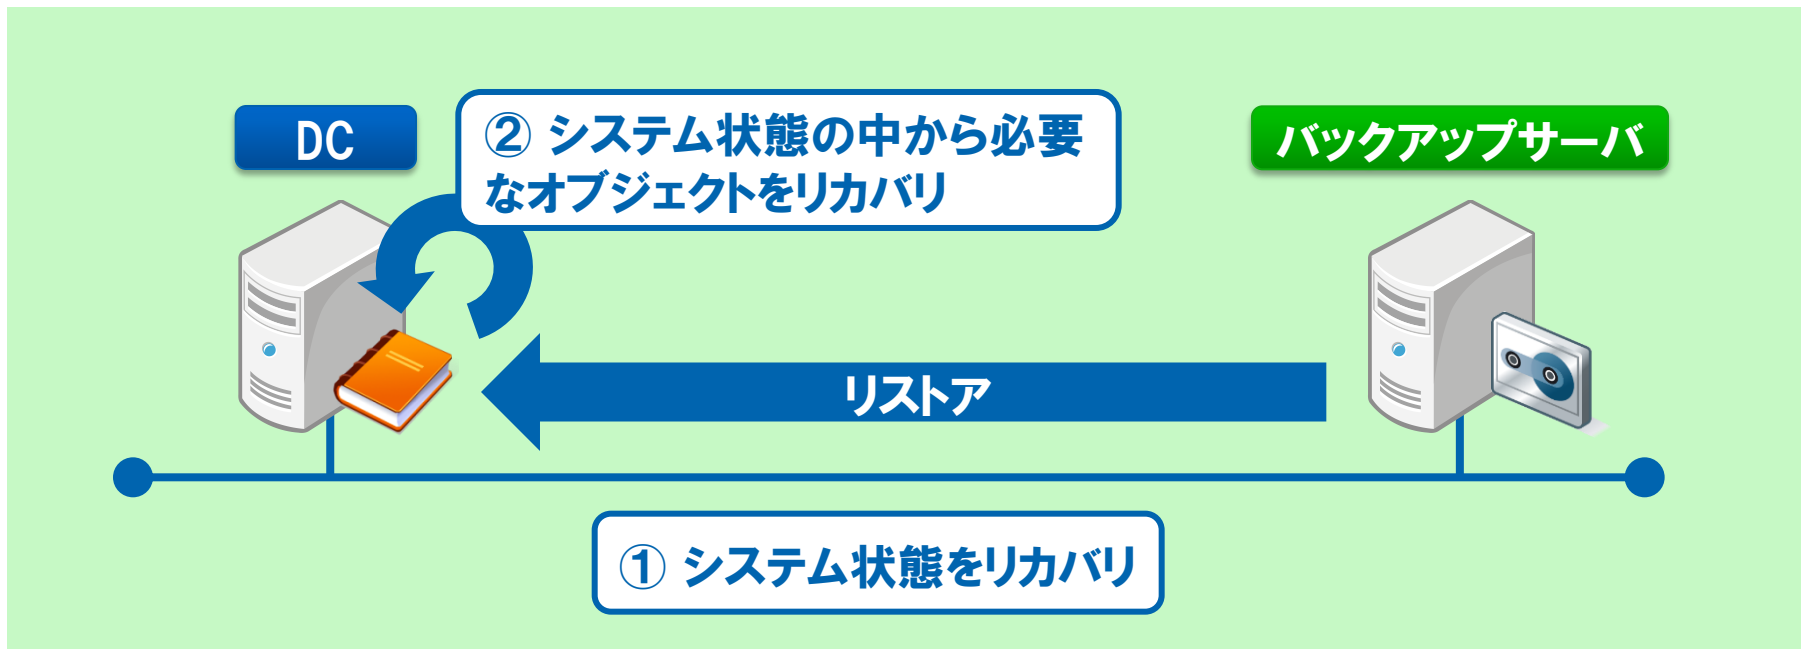 DC
② システム状態の中から必要
なオブジェクトをリカバリ
バックアップサーバ
リストア
① システム状態をリカバリ